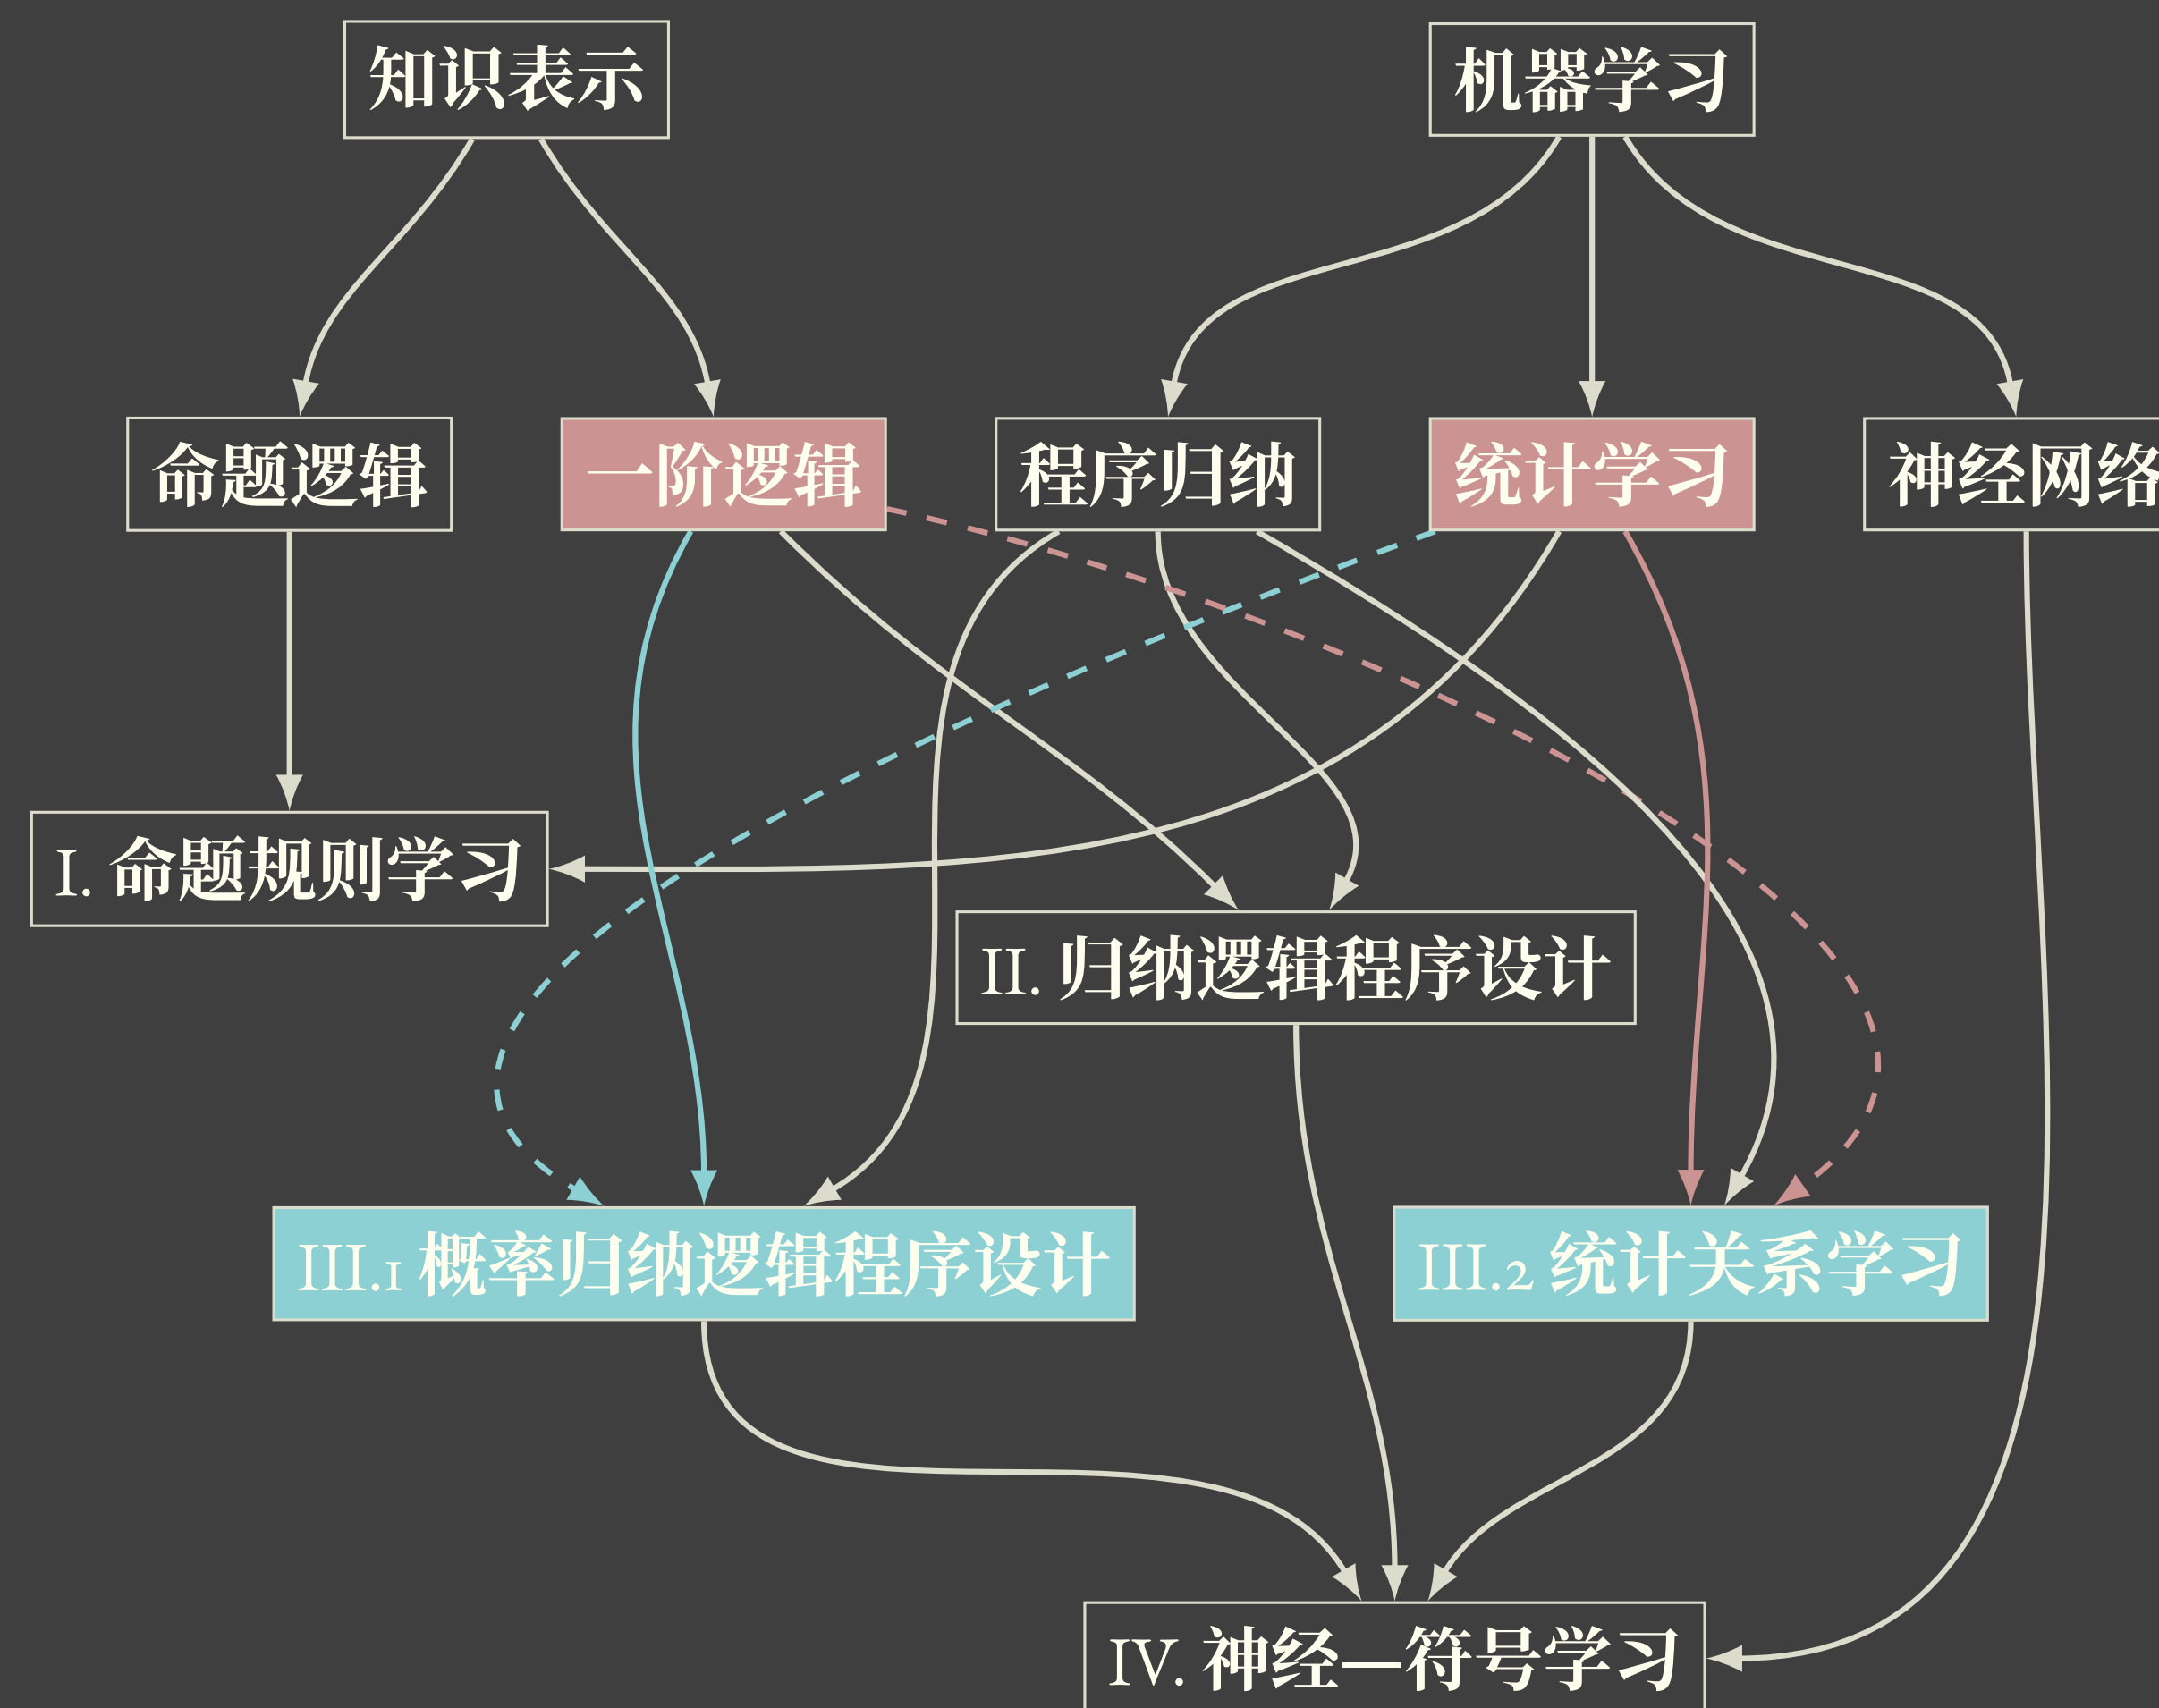 知识表示
机器学习
命题逻辑
一阶逻辑
程序归纳
统计学习
神经网络
I. 命题规则学习
II. 归纳逻辑程序设计
III.1 概率归纳逻辑程序设计
III.2 统计关系学习
IV. 神经—符号学习